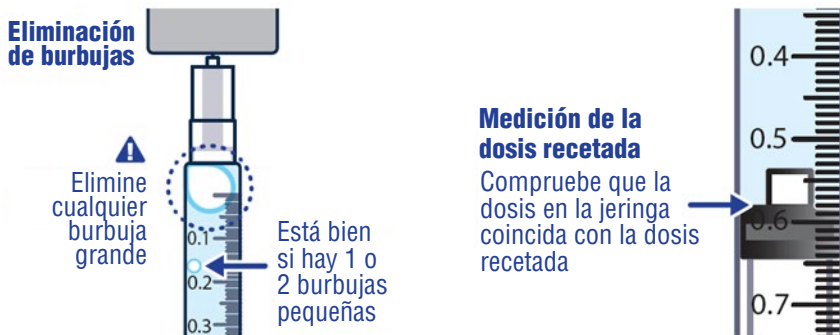 Eliminación
de burbujas
Elimine
cualquier
burbuja
grande
0.1
0.2
0.3
Está bien
si hay 1 o
2 burbujas
pequeñas
Medición de la
dosis recetada
Compruebe que la
dosis en la jeringa
coincida con la dosis
recetada
0.4
0.5
0.6
0.7